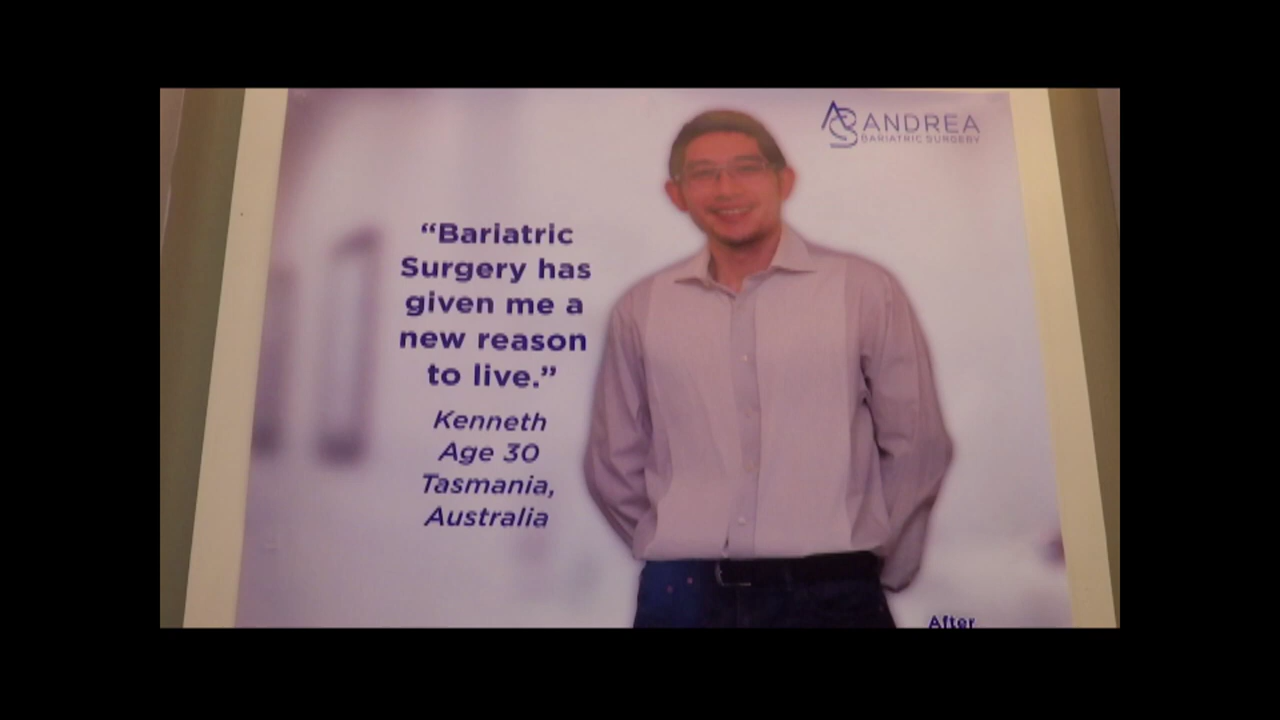 ANDREA
BARIATRIC SURGERY
“Bariatric
Surgery has
given me a
new reason
to live.”
Kenneth
Age 30
Tasmania,
Australia
After